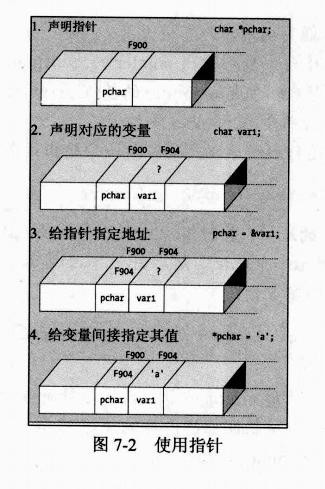 1. 声明指针 char *pchar;
F900
pchar
2. 声明对应的变量 char var1;
F900 F904
?
pchar var1
3. 给指针指定地址 pchar = &var1;
F900 F904
F904 ?
pchar var1
4. 给变量间接指定其值 *pchar = 'a';
F900 F904
F904 'a'
pchar var1
图 7-2 使用指针